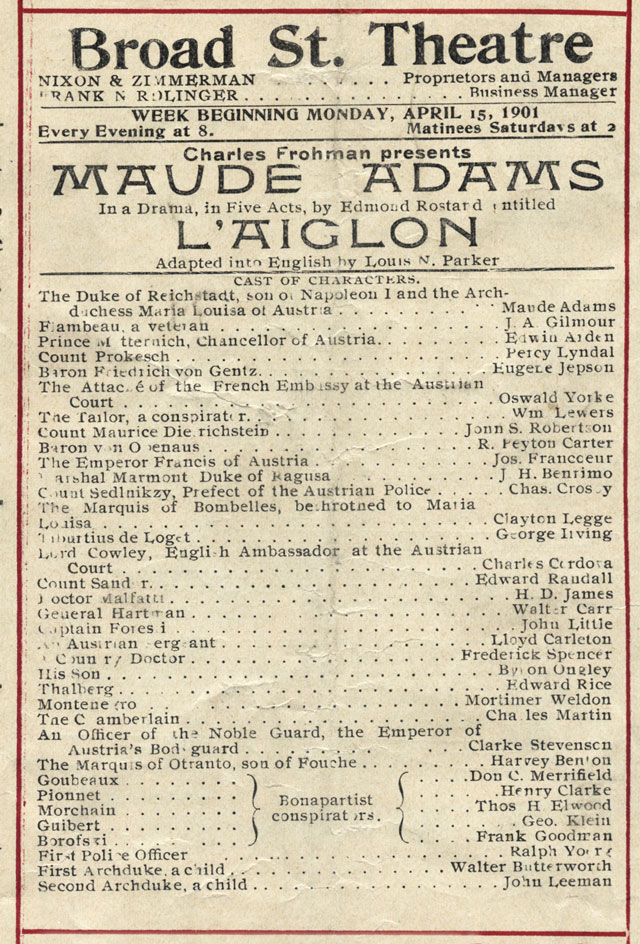 Broad St. Theatre
NIXON & ZIMMERMAN . . . . . . . Proprietors and Managers
FRANK N R LINGER . . . . . . . . . . . . . . . Business Manager
WEEK BEGINNING MONDAY, APRIL 15, 1901
Every Evening at 8. Matinees Saturdays at 2
Charles Frohman presents
MAUDE ADAMS
In a Drama, in Five Acts, by Edmond Rostand entitled
L'AIGLON
Adapted into English by Louis N. Parker
CAST OF CHARACTERS.
The Duke of Reichstadt, son of Napoleon I and the Arch-
duchess Maria Louisa of Austria . . . . . . . . . Maude Adams
Flambeau, a veteran . . . . . . . . . . J. A. Gilmour
Prince Metternich, Chancellor of Austria. . . . . . . Edwin Arden
Count Prokesch . . . . . . . . . . Percy Lyndal
Baron Friedrich von Gentz. . . . . . . . . . Eugene Jepson
The Attaché of the French Embassy at the Austrian
Court . . . . . . . . . . Oswald Yorke
The Tailor, a conspirator. . . . . . . . . . Wm. Lewers
Count Maurice Dietrichstein . . . . . . . . . . John S. Robertson
Baron von Obenaus . . . . . . . . . . R. Peyton Carter
The Emperor Francis of Austria . . . . . . . . . . Jos. Francoeur
Marshal Marmont Duke of Ragusa . . . . . . . . . . J. H. Benrimo
Count Sedlnikzy, Prefect of the Austrian Police . . . . . Chas. Crosby
The Marquis of Bombelles, bethrothed to Maria
Louisa . . . . . . . . . . Clayton Legge
Tiburtius de Loget . . . . . . . . . . George Irving
Lord Cowley, English Ambassador at the Austrian
Court . . . . . . . . . . Charles Cordova
Count Sandor. . . . . . . . . . Edward Randall
Doctor Malfatti . . . . . . . . . . H. D. James
General Hartman . . . . . . . . . . Walter Carr
Captain Foresti . . . . . . . . . . John Little
An Austrian Sergeant . . . . . . . . . . Lloyd Carleton
A Country Doctor . . . . . . . . . . Frederick Spencer
His Son . . . . . . . . . . Byron Ongley
Thalberg . . . . . . . . . . Edward Rice
Montenegro . . . . . . . . . . Mortimer Weldon
The Chamberlain . . . . . . . . . . Charles Martin
An Officer of the Noble Guard, the Emperor of
Austria's Bodyguard . . . . . . . . . . Clarke Stevenson
The Marquis of Otranto, son of Fouche . . . . . . . . . Harvey Benton
Goubeaux . . . . . . . . Don C. Merrifield
Pionnet . . . . . . . . Henry Clarke
Morchain . . . . . . . . Bonapartist conspirators. . . . . Thos H. Elwood
Guibert . . . . . . . . Geo. Klein
Borofski . . . . . . . . Frank Goodman
First Police Officer . . . . . . . . . . Ralph Yoerg
First Archduke, a child . . . . . . . . . . Walter Butterworth
Second Archduke, a child . . . . . . . . . . John Leeman